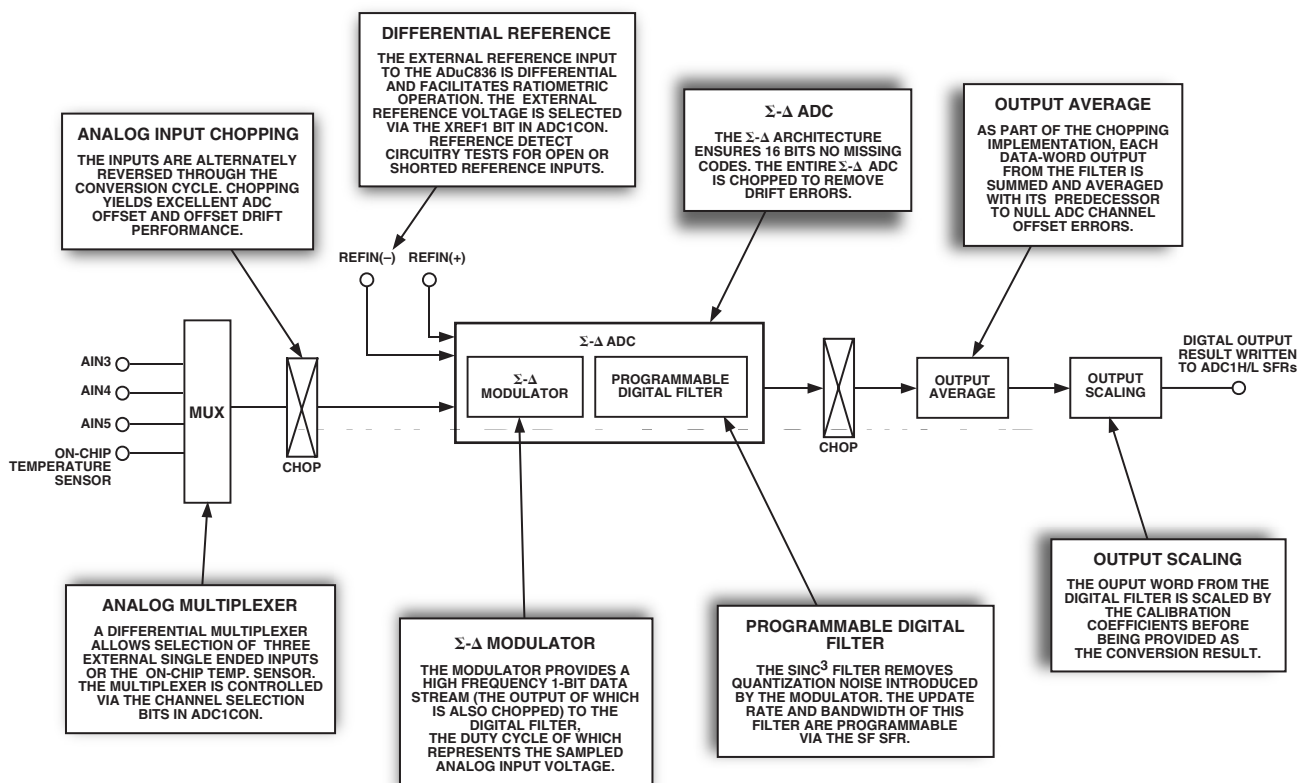 DIFFERENTIAL REFERENCE
THE EXTERNAL REFERENCE INPUT
TO THE ADuC836 IS DIFFERENTIAL
AND FACILITATES RATIOMETRIC
OPERATION. THE EXTERNAL
REFERENCE VOLTAGE IS SELECTED
VIA THE XREF1 BIT IN ADC1CON.
REFERENCE DETECT
CIRCUITRY TESTS FOR OPEN OR
SHORTED REFERENCE INPUTS.
ANALOG INPUT CHOPPING
THE INPUTS ARE ALTERNATELY
REVERSED THROUGH THE
CONVERSION CYCLE. CHOPPING
YIELDS EXCELLENT ADC
OFFSET AND OFFSET DRIFT
PERFORMANCE.
Σ-Δ ADC
THE Σ-Δ ARCHITECTURE
ENSURES 16 BITS NO MISSING
CODES. THE ENTIRE Σ-Δ ADC
IS CHOPPED TO REMOVE
DRIFT ERRORS.
OUTPUT AVERAGE
AS PART OF THE CHOPPING
IMPLEMENTATION, EACH
DATA-WORD OUTPUT
FROM THE FILTER IS
SUMMED AND AVERAGED
WITH ITS PREDECESSOR
TO NULL ADC CHANNEL
OFFSET ERRORS.
REFIN(–) REFIN(+)
AIN3
AIN4
AIN5
ON-CHIP
TEMPERATURE
SENSOR
MUX
CHOP
Σ-Δ ADC
Σ-Δ
MODULATOR
PROGRAMMABLE
DIGITAL FILTER
CHOP
OUTPUT
AVERAGE
OUTPUT
SCALING
DIGTAL OUTPUT
RESULT WRITTEN
TO ADC1H/L SFRs
ANALOG MULTIPLEXER
A DIFFERENTIAL MULTIPLEXER
ALLOWS SELECTION OF THREE
EXTERNAL SINGLE ENDED INPUTS
OR THE ON-CHIP TEMP. SENSOR.
THE MULTIPLEXER IS CONTROLLED
VIA THE CHANNEL SELECTION
BITS IN ADC1CON.
Σ-Δ MODULATOR
THE MODULATOR PROVIDES A
HIGH FREQUENCY 1-BIT DATA
STREAM (THE OUTPUT OF WHICH
IS ALSO CHOPPED) TO THE
DIGITAL FILTER,
THE DUTY CYCLE OF WHICH
REPRESENTS THE SAMPLED
ANALOG INPUT VOLTAGE.
PROGRAMMABLE DIGITAL
FILTER
THE SINC³ FILTER REMOVES
QUANTIZATION NOISE INTRODUCED
BY THE MODULATOR. THE UPDATE
RATE AND BANDWIDTH OF THIS
FILTER ARE PROGRAMMABLE
VIA THE SF SFR.
OUTPUT SCALING
THE OUPUT WORD FROM THE
DIGITAL FILTER IS SCALED BY
THE CALIBRATION
COEFFICIENTS BEFORE
BEING PROVIDED AS
THE CONVERSION RESULT.